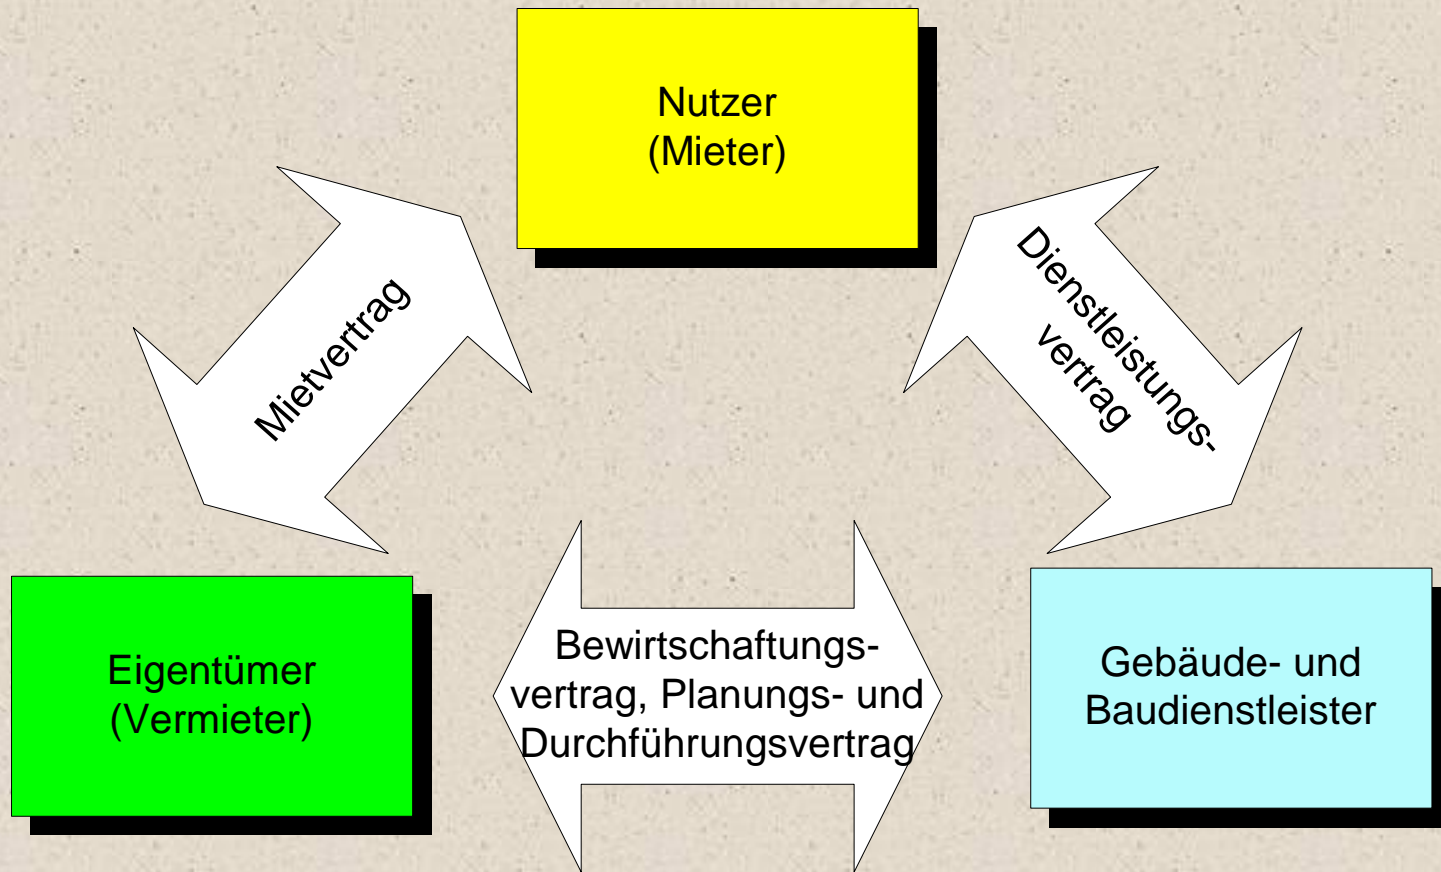 Nutzer
(Mieter)
Mietvertrag
Dienstleistungs-
vertrag
Eigentümer
(Vermieter)
Bewirtschaftungs-
vertrag, Planungs- und
Durchführungsvertrag
Gebäude- und
Baudienstleister